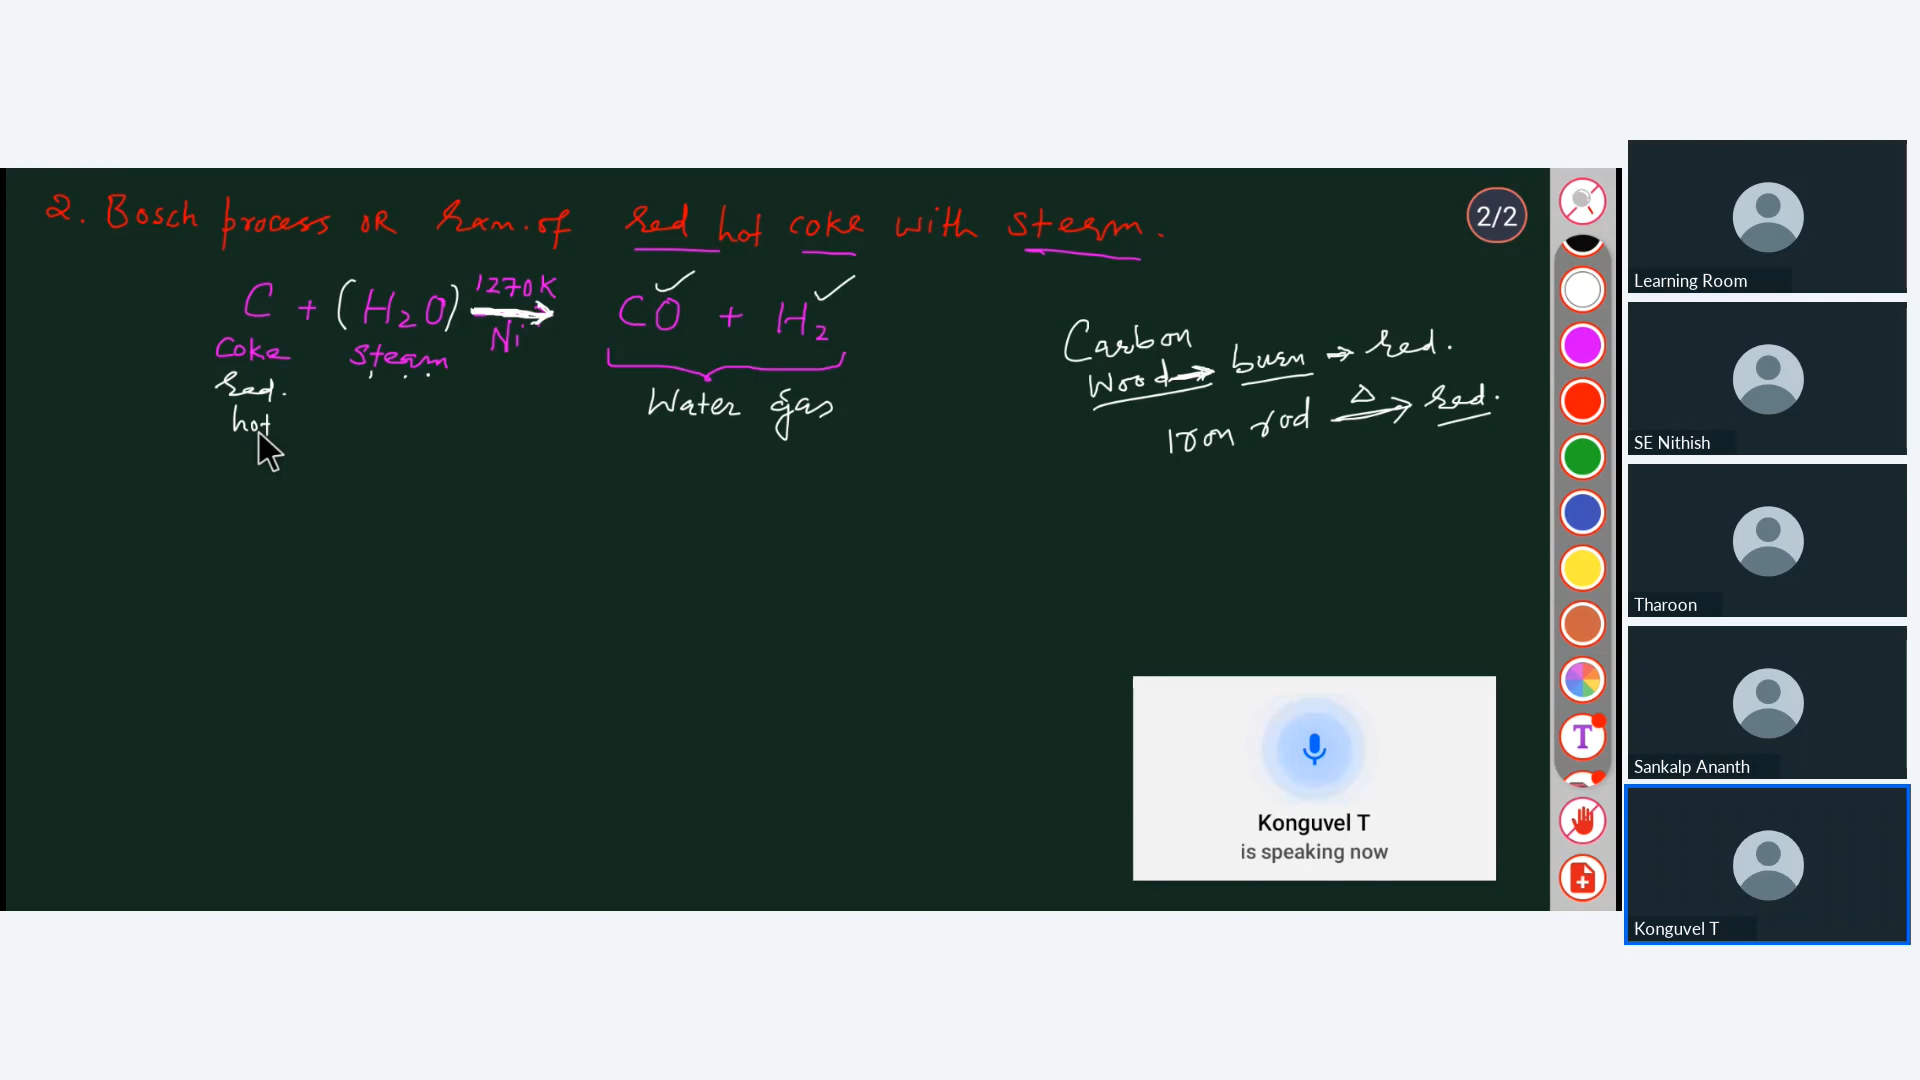 2. Bosch process OR rxn. of red hot coke with steam.
2/2
C + (H₂O) 1270K Ni → CO + H₂
Coke steam
red.
hot
Water gas
Carbon
Wood → burn → red.
Iron rod Δ → red.
T
Konguvel T
is speaking now
Learning Room
SE Nithish
Tharoon
Sankalp Ananth
Konguvel T